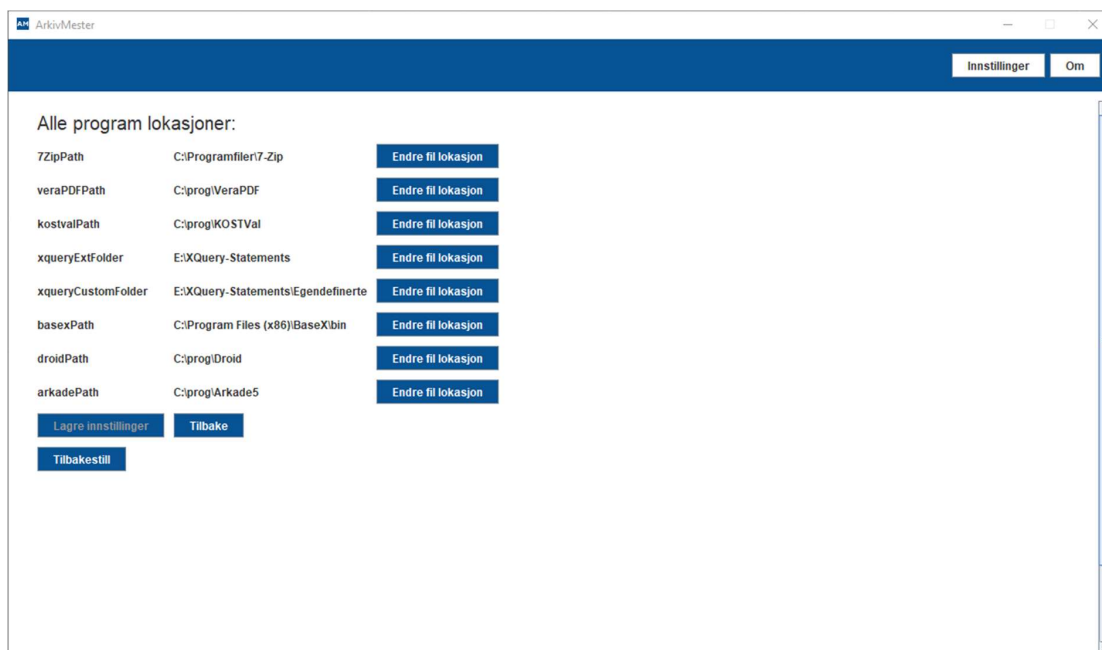 AM ArkivMester
Innstillinger Om
Alle program lokasjoner:
7ZipPath C:\Programfiler\7-Zip Endre fil lokasjon
veraPDFPath C:\prog\VeraPDF Endre fil lokasjon
kostvalPath C:\prog\KOSTVal Endre fil lokasjon
xqueryExtFolder E:\XQuery-Statements Endre fil lokasjon
xqueryCustomFolder E:\XQuery-Statements\Egendefinerte Endre fil lokasjon
basexPath C:\Program Files (x86)\BaseX\bin Endre fil lokasjon
droidPath C:\prog\Droid Endre fil lokasjon
arkadePath C:\prog\Arkade5 Endre fil lokasjon
Lagre innstillinger Tilbake
Tilbakestill